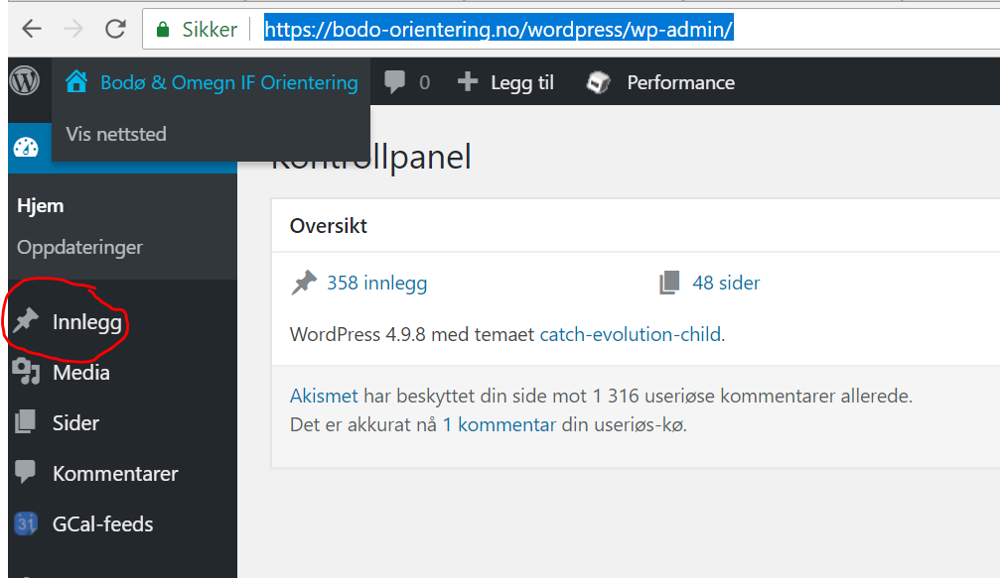 Sikker https://bodo-orientering.no/wordpress/wp-admin/
Bodø & Omegn IF Orientering 0 Legg til Performance
Vis nettsted
Kontrollpanel
Hjem
Oppdateringer
Innlegg
Media
Sider
Kommentarer
31 GCal-feeds
Oversikt
358 innlegg 48 sider
WordPress 4.9.8 med temaet catch-evolution-child.
Akismet har beskyttet din side mot 1 316 useriøse kommentarer allerede.
Det er akkurat nå 1 kommentar din useriøs-kø.